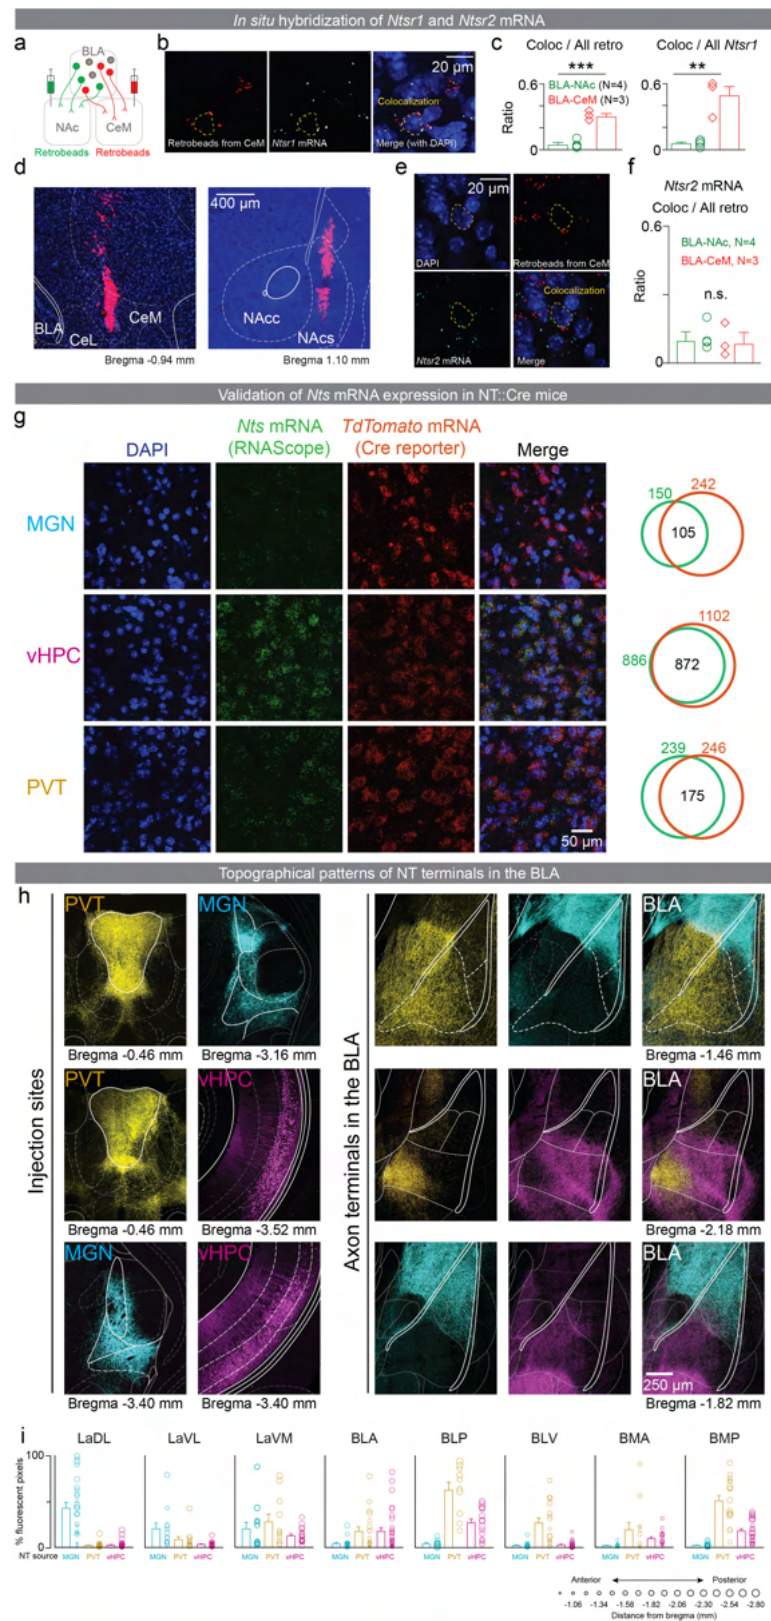 In situ hybridization of Ntsr1 and Ntsr2 mRNA
a
BLA
NAc
CeM
Retrobeads
Retrobeads
b
20 µm
Colocalization
Retrobeads from CeM
Ntsr1 mRNA
Merge (with DAPI)
c
Coloc / All retro
Coloc / All Ntsr1
***
**
0.6
0.6
BLA-NAc (N=4)
BLA-CeM (N=3)
Ratio
0
0
d
400 µm
BLA
CeL
CeM
NAcc
NAcs
Bregma -0.94 mm
Bregma 1.10 mm
e
20 µm
DAPI
Retrobeads from CeM
Colocalization
Ntsr2 mRNA
Merge
f
Ntsr2 mRNA
Coloc / All retro
0.6
BLA-NAc, N=4
BLA-CeM, N=3
Ratio
n.s.
0
Validation of Nts mRNA expression in NT::Cre mice
g
DAPI
Nts mRNA
(RNAScope)
TdTomato mRNA
(Cre reporter)
Merge
MGN
150
242
105
vHPC
1102
886
872
PVT
239
246
175
50 µm
Topographical patterns of NT terminals in the BLA
h
Injection sites
PVT
MGN
Bregma -0.46 mm
Bregma -3.16 mm
PVT
vHPC
Bregma -0.46 mm
Bregma -3.52 mm
MGN
vHPC
Bregma -3.40 mm
Bregma -3.40 mm
Axon terminals in the BLA
BLA
Bregma -1.46 mm
BLA
Bregma -2.18 mm
BLA
250 µm
Bregma -1.82 mm
i
LaDL
LaVL
LaVM
BLA
BLP
BLV
BMA
BMP
100
% fluorescent pixels
0
NT source
MGN PVT vHPC
MGN PVT vHPC
MGN PVT vHPC
MGN PVT vHPC
MGN PVT vHPC
MGN PVT vHPC
MGN PVT vHPC
MGN PVT vHPC
Anterior
Posterior
-1.06 -1.34 -1.58 -1.82 -2.06 -2.30 -2.54 -2.80
Distance from bregma (mm)